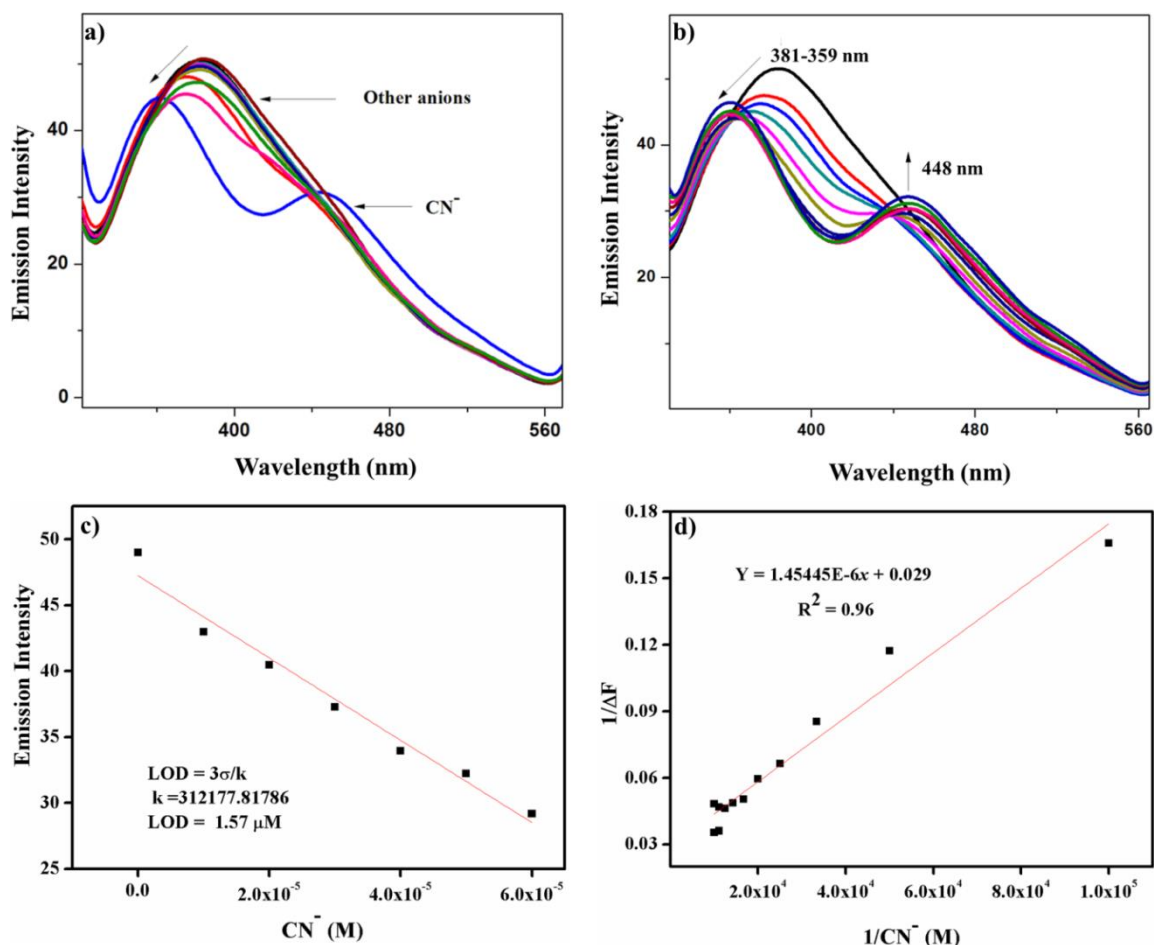 a)
Other anions
CN⁻
Emission Intensity
40
20
0
400
480
560
Wavelength (nm)
b)
381-359 nm
448 nm
Emission Intensity
40
20
400
480
560
Wavelength (nm)
c)
Emission Intensity
50
45
40
35
30
25
LOD = 3σ/k
k =312177.81786
LOD = 1.57 μM
0.0
2.0x10⁻⁵
4.0x10⁻⁵
6.0x10⁻⁵
CN⁻ (M)
d)
1/ΔF
0.18
0.15
0.12
0.09
0.06
0.03
Y = 1.45445E-6x + 0.029
R² = 0.96
2.0x10⁴
4.0x10⁴
6.0x10⁴
8.0x10⁴
1.0x10⁵
1/CN⁻ (M)